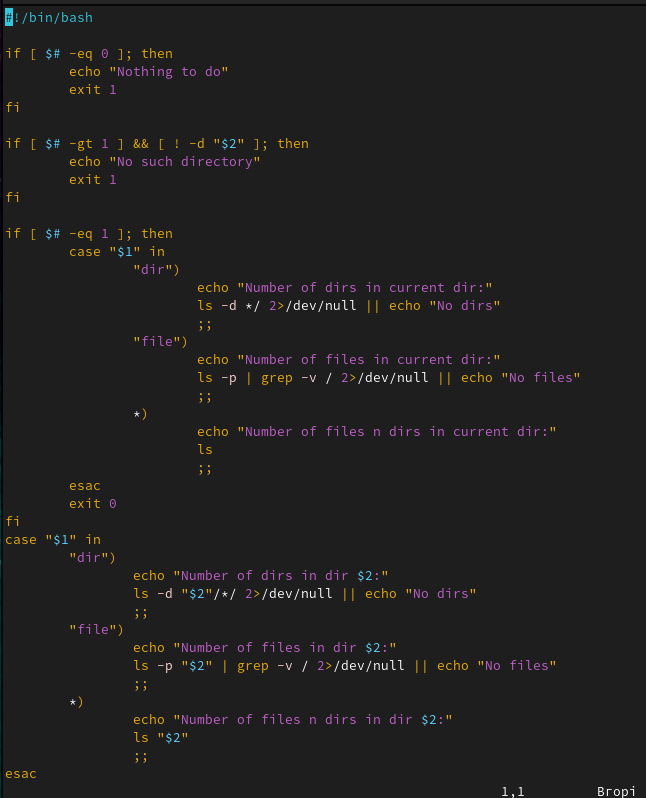 #!/bin/bash

if [ $# -eq 0 ]; then
        echo "Nothing to do"
        exit 1
fi

if [ $# -gt 1 ] && [ ! -d "$2" ]; then
        echo "No such directory"
        exit 1
fi

if [ $# -eq 1 ]; then
        case "$1" in
                "dir")
                        echo "Number of dirs in current dir:"
                        ls -d */ 2>/dev/null || echo "No dirs"
                        ;;
                "file")
                        echo "Number of files in current dir:"
                        ls -p | grep -v / 2>/dev/null || echo "No files"
                        ;;
                *)
                        echo "Number of files n dirs in current dir:"
                        ls
                        ;;
        esac
        exit 0
fi
case "$1" in
        "dir")
                echo "Number of dirs in dir $2:"
                ls -d "$2"/*/ 2>/dev/null || echo "No dirs"
                ;;
        "file")
                echo "Number of files in dir $2:"
                ls -p "$2" | grep -v / 2>/dev/null || echo "No files"
                ;;
        *)
                echo "Number of files n dirs in dir $2:"
                ls "$2"
                ;;
esac
1,1 Вгорі